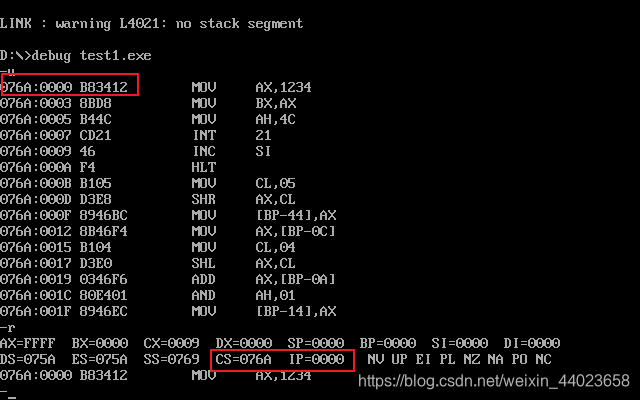 LINK : warning L4021: no stack segment
D:\>debug test1.exe
-u
076A:0000 B83412 MOV AX,1234
076A:0003 8BD8 MOV BX,AX
076A:0005 B44C MOV AH,4C
076A:0007 CD21 INT 21
076A:0009 46 INC SI
076A:000A F4 HLT
076A:000B B105 MOV CL,05
076A:000D D3E8 SHR AX,CL
076A:000F 8946BC MOV [BP-44],AX
076A:0012 8B46F4 MOV AX,[BP-0C]
076A:0015 B104 MOV CL,04
076A:0017 D3E0 SHL AX,CL
076A:0019 0346F6 ADD AX,[BP-0A]
076A:001C 80E401 AND AH,01
076A:001F 8946EC MOV [BP-14],AX
-r
AX=FFFF BX=0000 CX=0009 DX=0000 SP=0000 BP=0000 SI=0000 DI=0000
DS=075A ES=075A SS=0769 CS=076A IP=0000 NV UP EI PL NZ NA PO NC
076A:0000 B83412 MOV AX,1234
-
https://blog.csdn.net/weixin_44023658